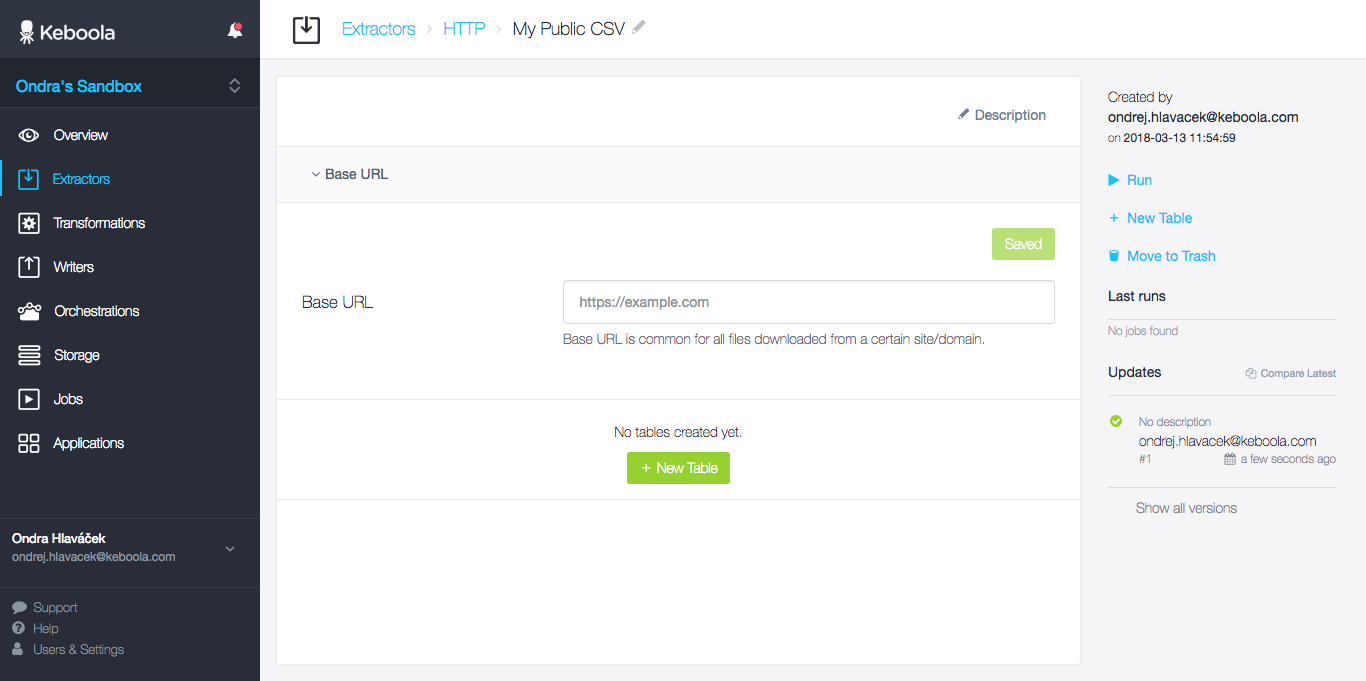 Keboola
Ondra's Sandbox
Overview
Extractors
Transformations
Writers
Orchestrations
Storage
Jobs
Applications
Ondra Hlaváček
ondrej.hlavacek@keboola.com
Support
Help
Users & Settings
Extractors › HTTP › My Public CSV
Description
Base URL
Saved
Base URL
https://example.com
Base URL is common for all files downloaded from a certain site/domain.
No tables created yet.
+ New Table
Created by
ondrej.hlavacek@keboola.com
on 2018-03-13 11:54:59
Run
+ New Table
Move to Trash
Last runs
No jobs found
Updates Compare Latest
No description
ondrej.hlavacek@keboola.com
#1 a few seconds ago
Show all versions